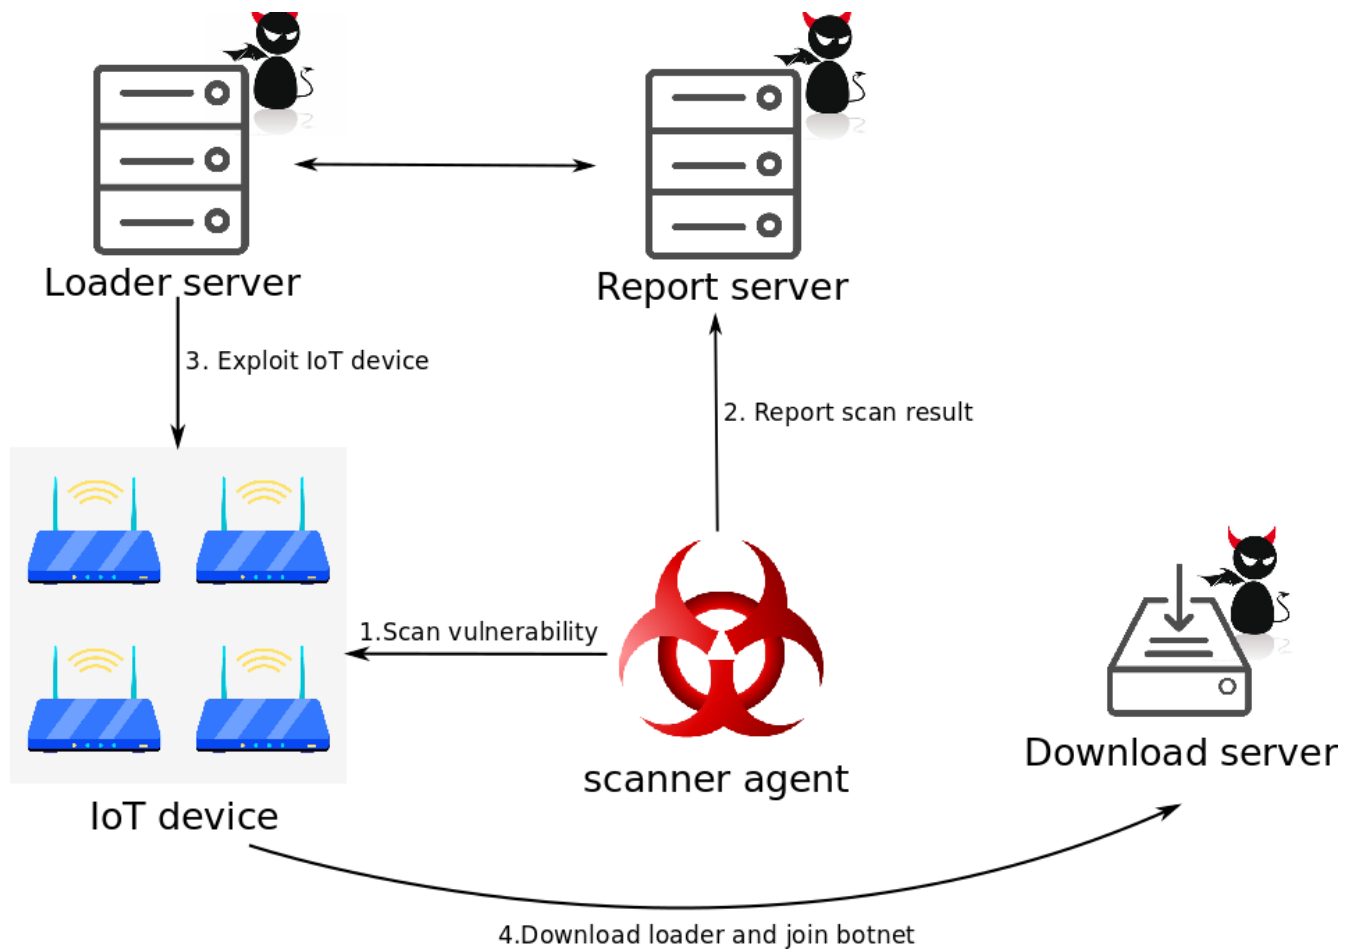 Loader server
Report server
3. Exploit IoT device
2. Report scan result
1.Scan vulnerability
Download server
scanner agent
IoT device
4.Download loader and join botnet